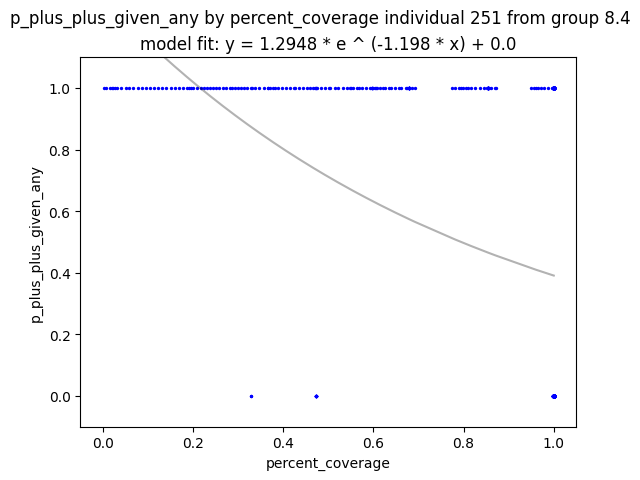 p_plus_plus_given_any by percent_coverage individual 251 from group 8.4
model fit: y = 1.2948 * e ^ (-1.198 * x) + 0.0
1.0
0.8
0.6
0.4
0.2
0.0
p_plus_plus_given_any
0.0 0.2 0.4 0.6 0.8 1.0
percent_coverage